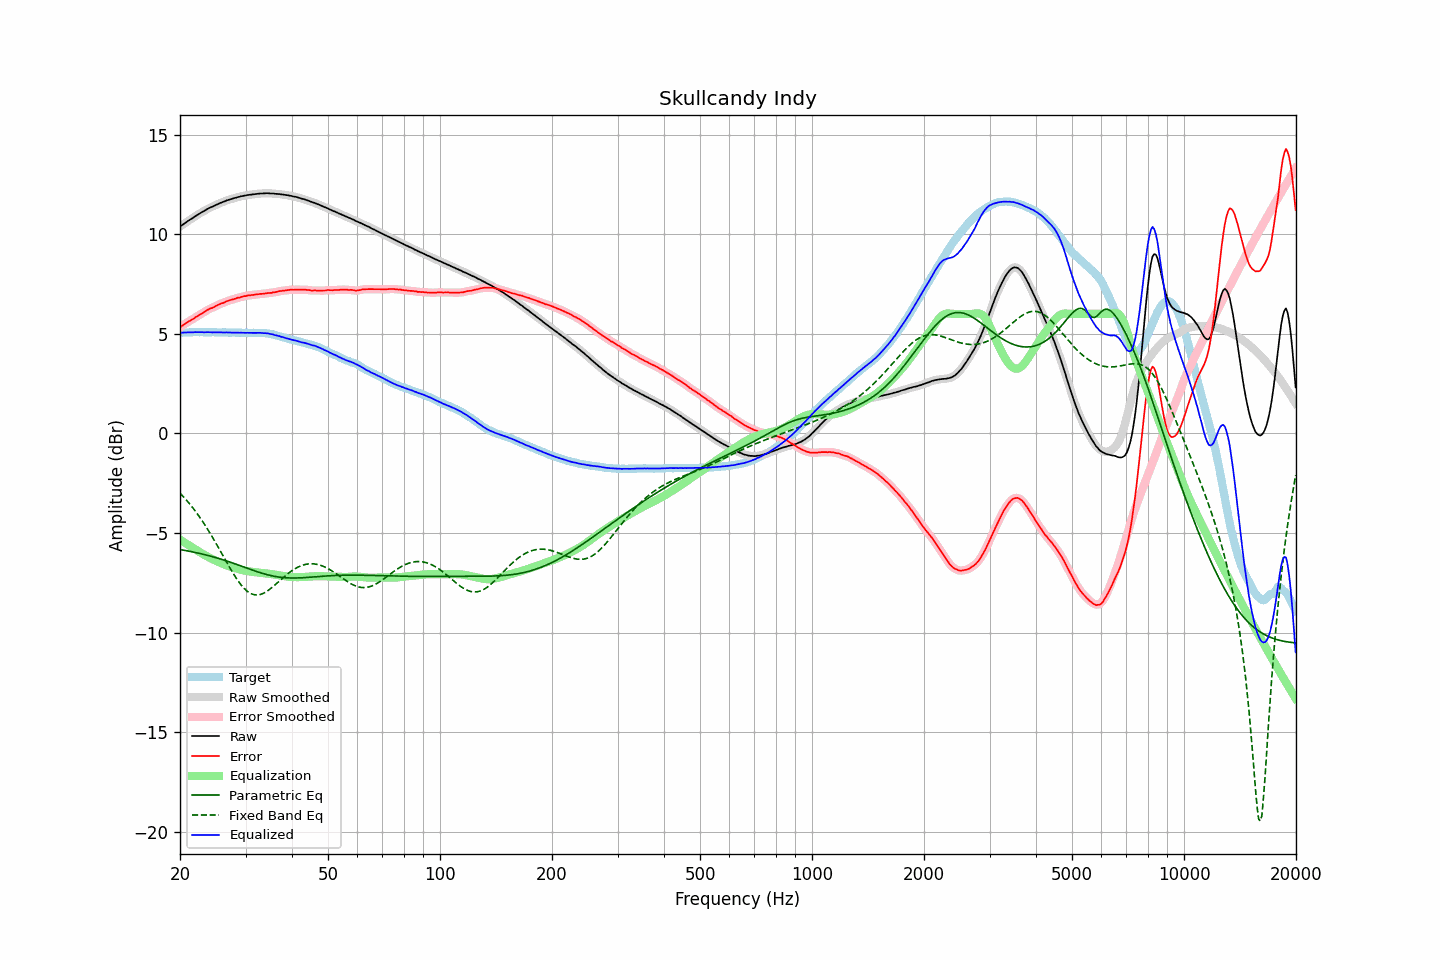 Skullcandy Indy
Amplitude (dBr)
15
10
5
0
−5
−10
−15
−20
Target
Raw Smoothed
Error Smoothed
Raw
Error
Equalization
Parametric Eq
Fixed Band Eq
Equalized
20 50 100 200 500 1000 2000 5000 10000 20000
Frequency (Hz)